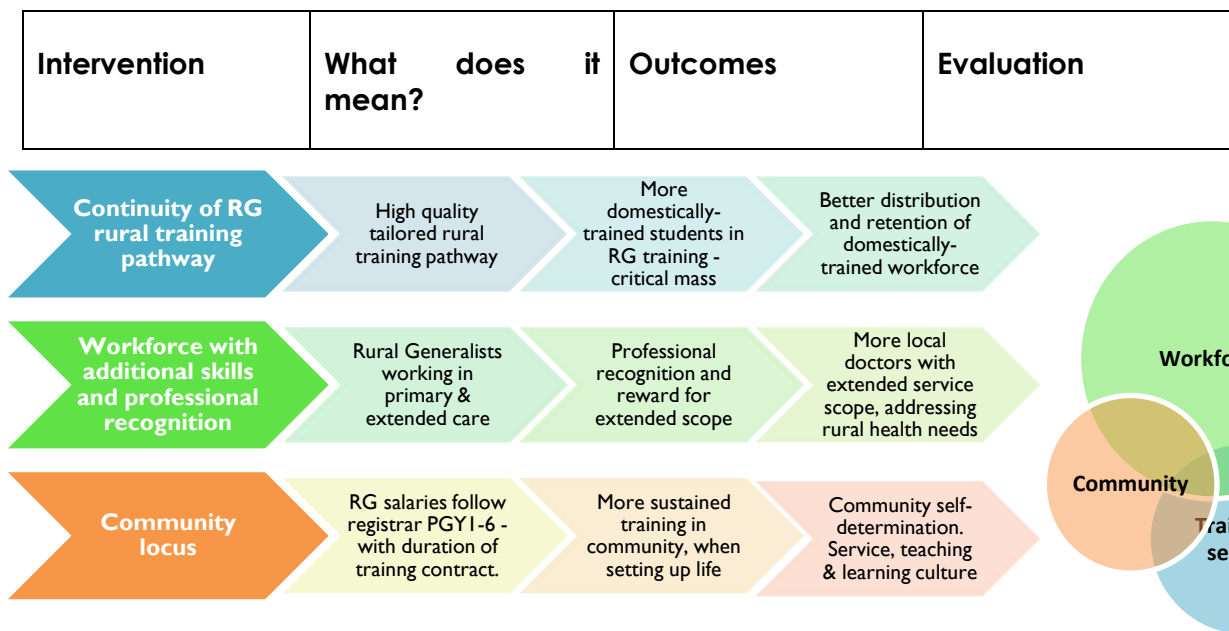 Intervention
What does it
mean?
Outcomes
Evaluation
Continuity of RG
rural training
pathway
High quality
tailored rural
training pathway
More
domestically-
trained students in
RG training -
critical mass
Better distribution
and retention of
domestically-
trained workforce
Workforce with
additional skills
and professional
recognition
Rural Generalists
working in
primary &
extended care
Professional
recognition and
reward for
extended scope
More local
doctors with
extended service
scope, addressing
rural health needs
Community
locus
RG salaries follow
registrar PGY1-6 -
with duration of
trainng contract.
More sustained
training in
community, when
setting up life
Community self-
determination.
Service, teaching
& learning culture
Workfo
Community
Trai
se